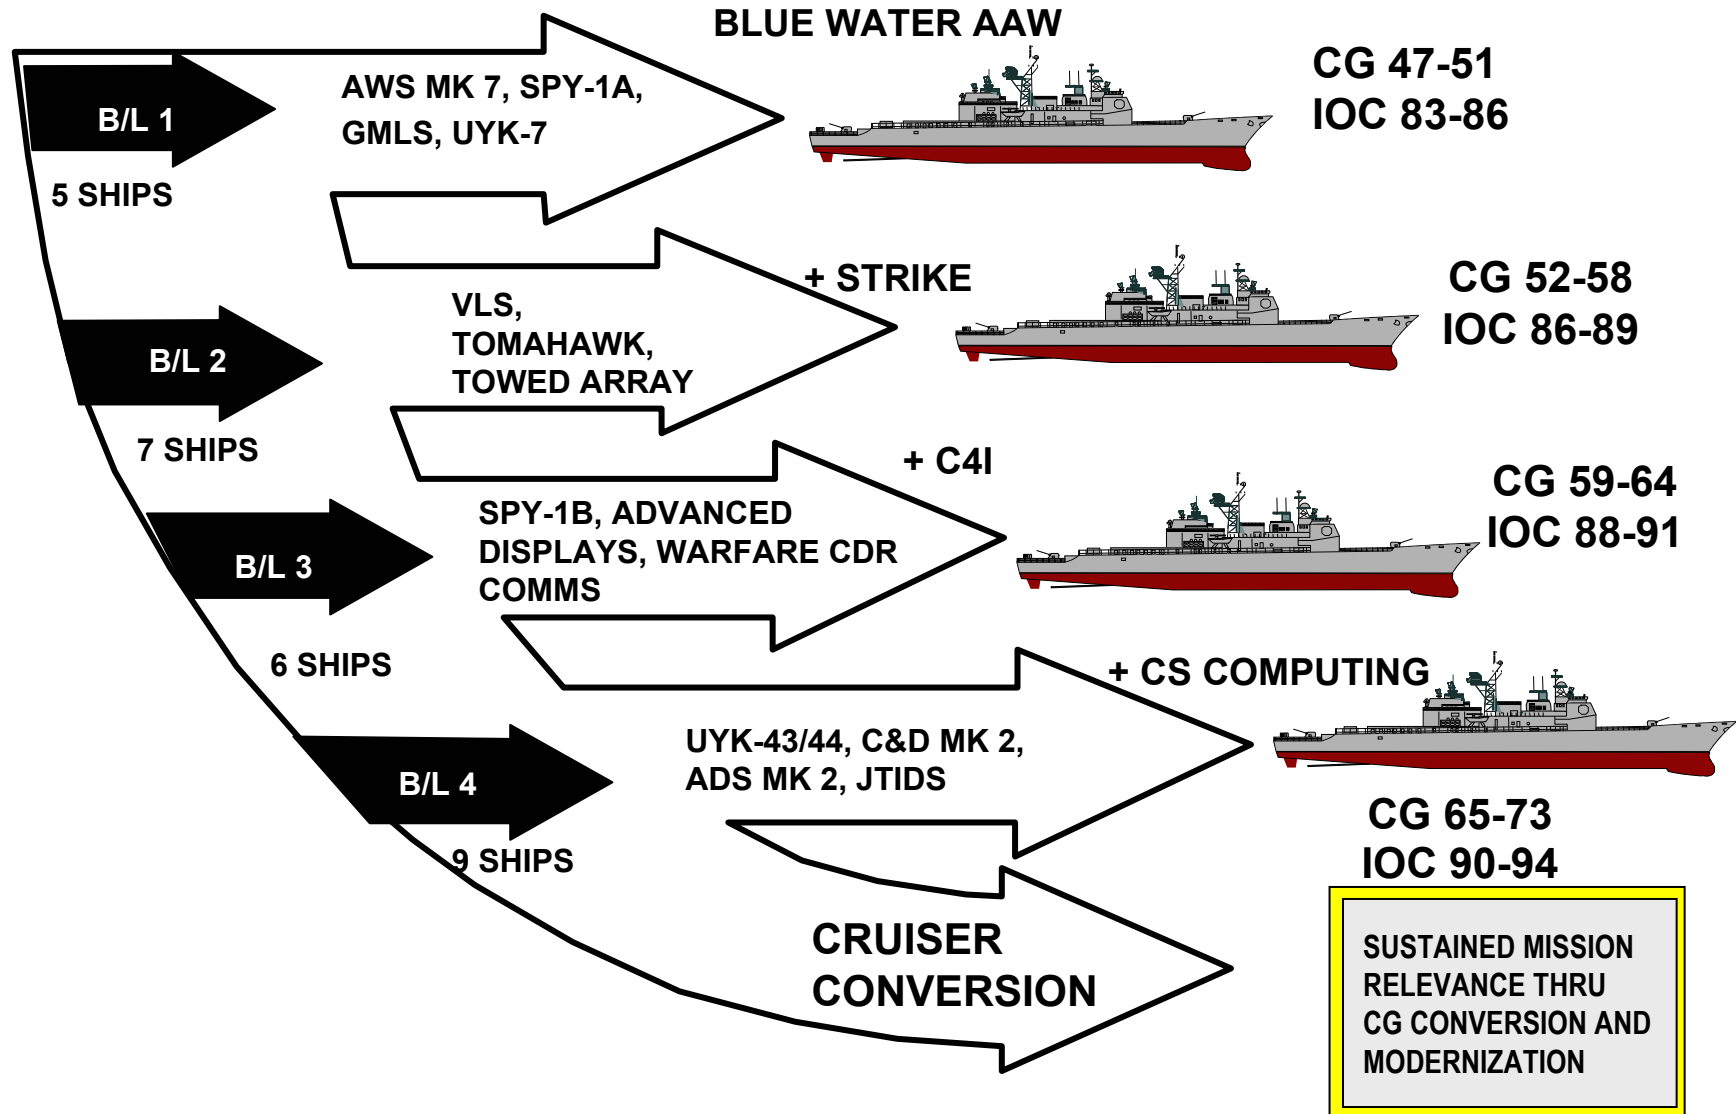 BLUE WATER AAW
B/L 1
AWS MK 7, SPY-1A,
GMLS, UYK-7
CG 47-51
IOC 83-86
5 SHIPS
B/L 2
VLS,
TOMAHAWK,
TOWED ARRAY
+ STRIKE
CG 52-58
IOC 86-89
7 SHIPS
B/L 3
SPY-1B, ADVANCED
DISPLAYS, WARFARE CDR
COMMS
+ C4I
CG 59-64
IOC 88-91
6 SHIPS
B/L 4
UYK-43/44, C&D MK 2,
ADS MK 2, JTIDS
+ CS COMPUTING
CG 65-73
IOC 90-94
9 SHIPS
CRUISER
CONVERSION
SUSTAINED MISSION
RELEVANCE THRU
CG CONVERSION AND
MODERNIZATION